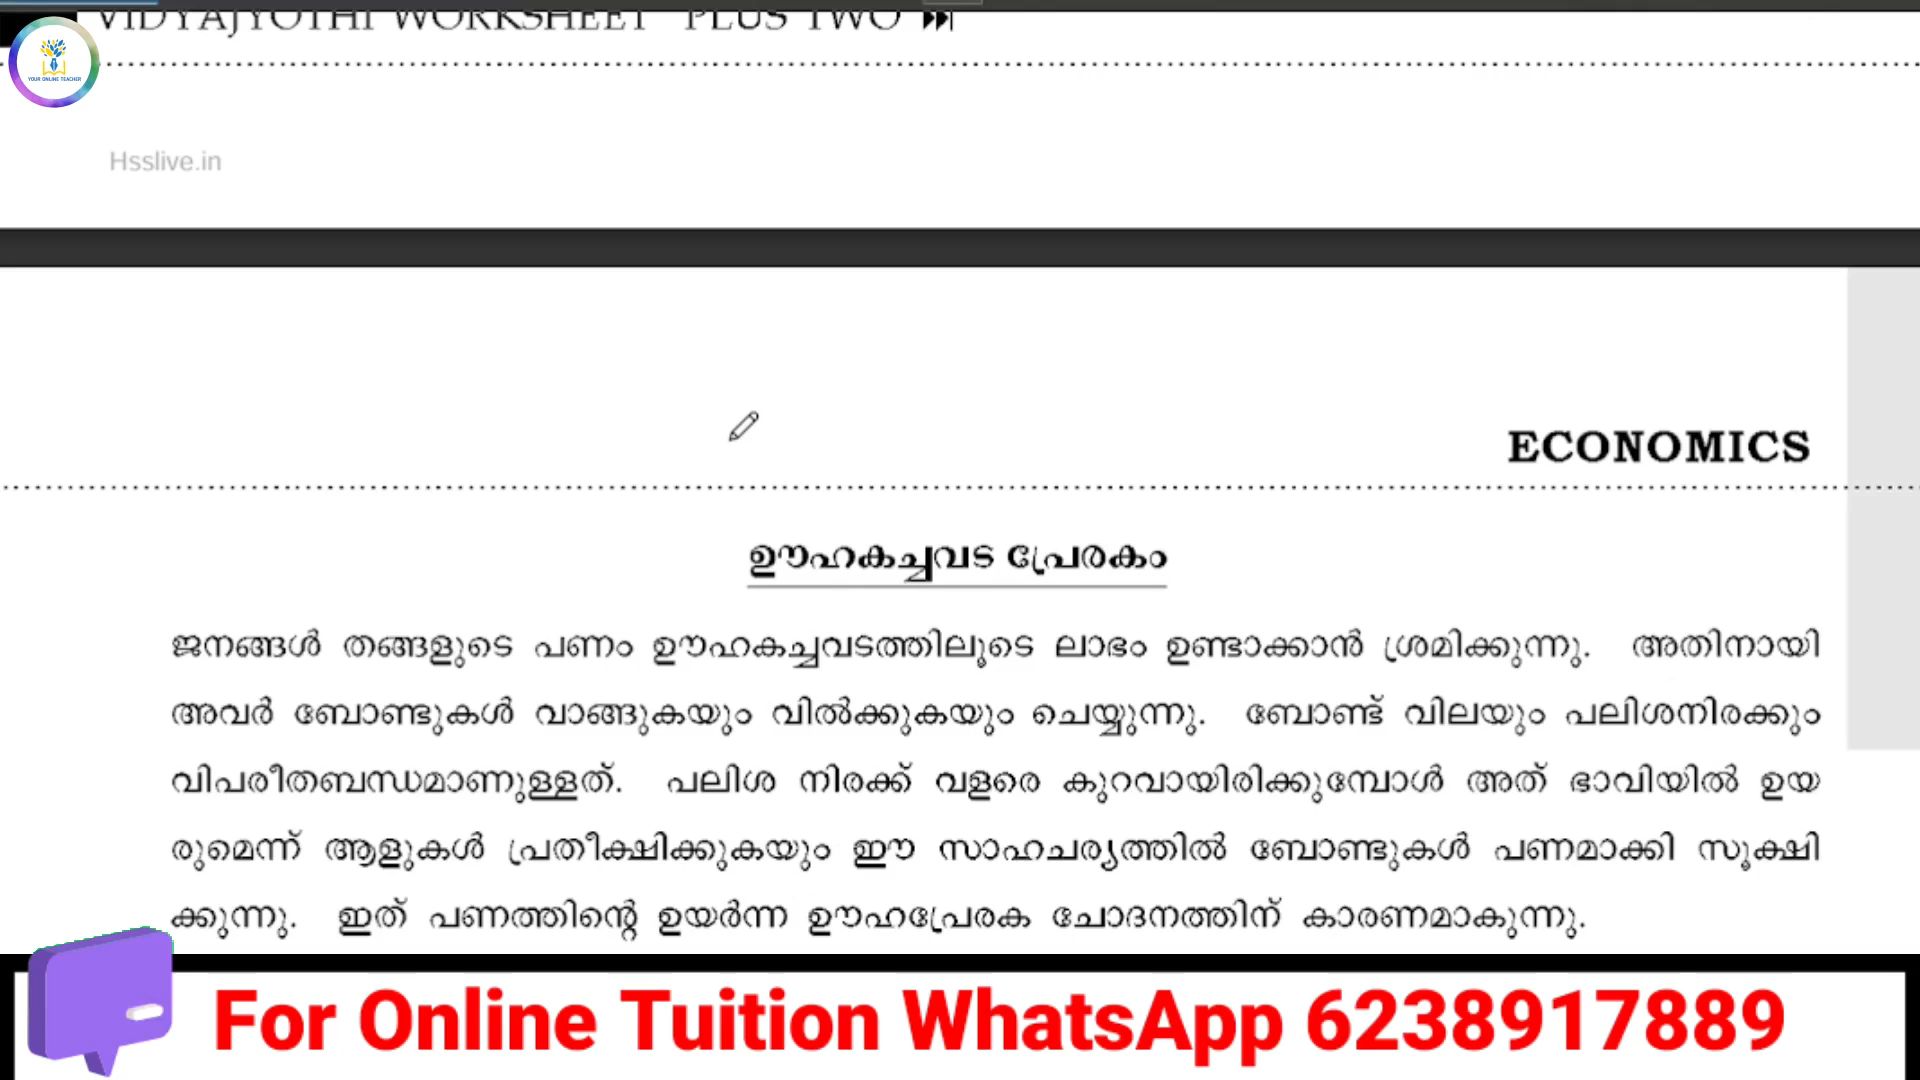 VIDYAJYOTHI WORKSHEET PLUS TWO
YOUR ONLINE TEACHER
Hsslive.in
ECONOMICS
ഊഹകച്ചവട പ്രേരകം
ജനങ്ങൾ തങ്ങളുടെ പണം ഊഹകച്ചവടത്തിലൂടെ ലാഭം ഉണ്ടാക്കാൻ ശ്രമിക്കുന്നു. അതിനായി
അവർ ബോണ്ടുകൾ വാങ്ങുകയും വിൽക്കുകയും ചെയ്യുന്നു. ബോണ്ട് വിലയും പലിശനിരക്കും
വിപരീതബന്ധമാണുള്ളത്. പലിശ നിരക്ക് വളരെ കുറവായിരിക്കുമ്പോൾ അത് ഭാവിയിൽ ഉയ
രുമെന്ന് ആളുകൾ പ്രതീക്ഷിക്കുകയും ഈ സാഹചര്യത്തിൽ ബോണ്ടുകൾ പണമാക്കി സൂക്ഷി
ക്കുന്നു. ഇത് പണത്തിന്റെ ഉയർന്ന ഊഹപ്രേരക ചോദനത്തിന് കാരണമാകുന്നു.
For Online Tuition WhatsApp 6238917889